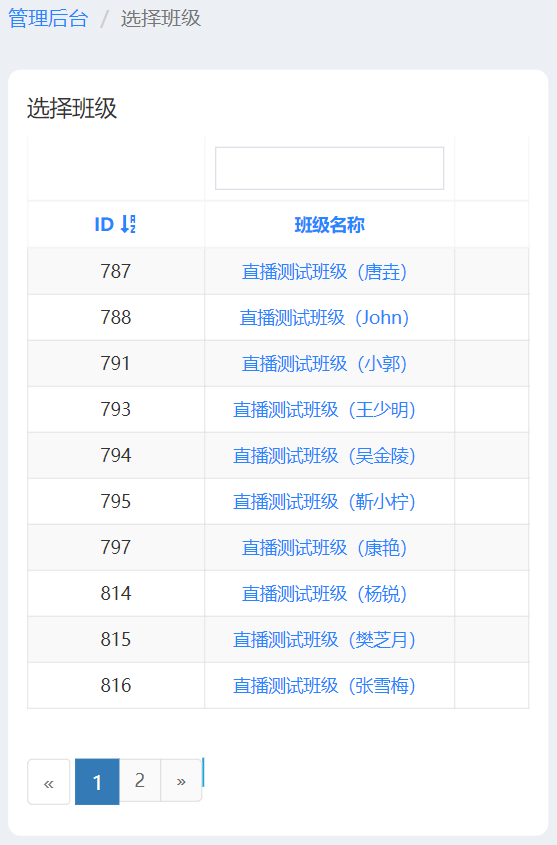 管理后台 / 选择班级
选择班级
ID 班级名称
787 直播测试班级（唐壵）
788 直播测试班级（John）
791 直播测试班级（小郭）
793 直播测试班级（王少明）
794 直播测试班级（吴金陵）
795 直播测试班级（靳小柠）
797 直播测试班级（康艳）
814 直播测试班级（杨锐）
815 直播测试班级（樊芝月）
816 直播测试班级（张雪梅）
« 1 2 »